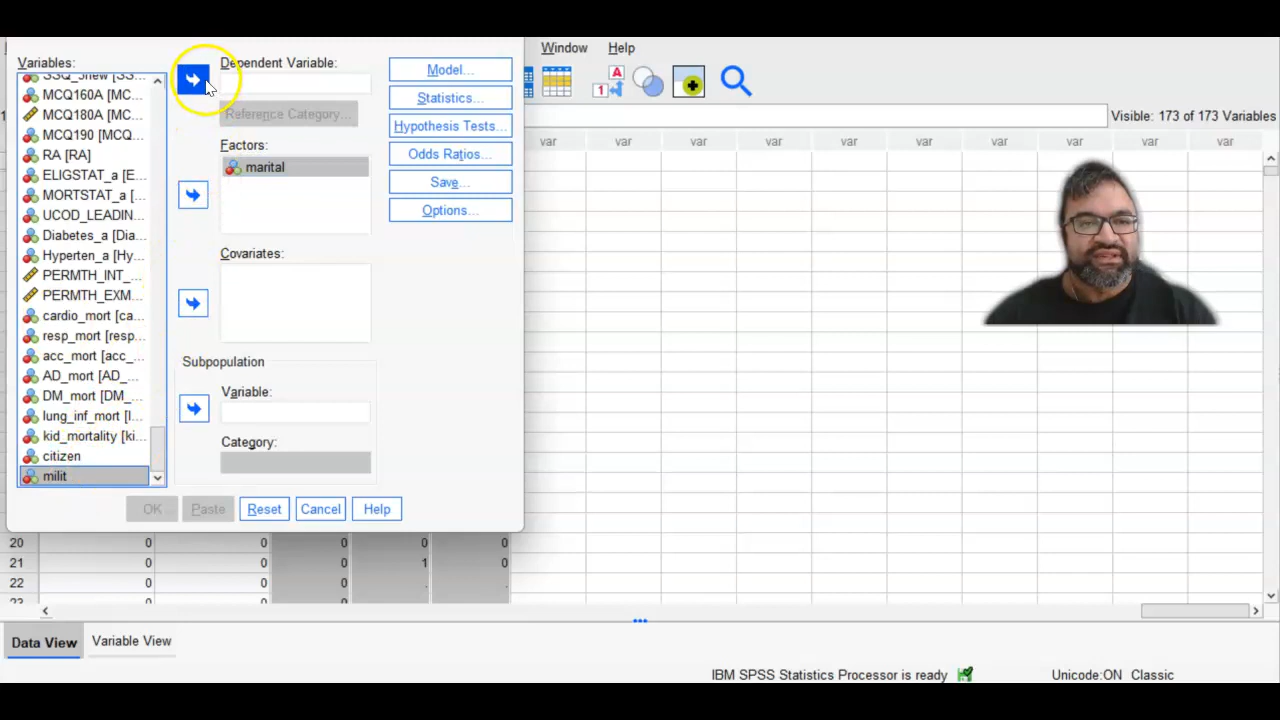 Window Help
Variables:
SSQ_3new [SS...
MCQ160A [MC...
MCQ180A [MC...
MCQ190 [MCQ...
RA [RA]
ELIGSTAT_a [E...
MORTSTAT_a [...
UCOD_LEADIN...
Diabetes_a [Dia...
Hyperten_a [Hy...
PERMTH_INT_...
PERMTH_EXM...
cardio_mort [ca...
resp_mort [resp...
acc_mort [acc_...
AD_mort [AD_...
DM_mort [DM_...
lung_inf_mort [l...
kid_mortality [ki...
citizen
milit
Dependent Variable:
Reference Category...
Factors:
marital
Covariates:
Subpopulation
Variable:
Category:
Model...
Statistics...
Hypothesis Tests...
Odds Ratios...
Save...
Options...
OK Paste Reset Cancel Help
Visible: 173 of 173 Variables
var var var var var var var var var var
20 0 0 0 0 0
21 0 0 0 1 0
22 0 0 0 . .
Data View Variable View
IBM SPSS Statistics Processor is ready Unicode:ON Classic